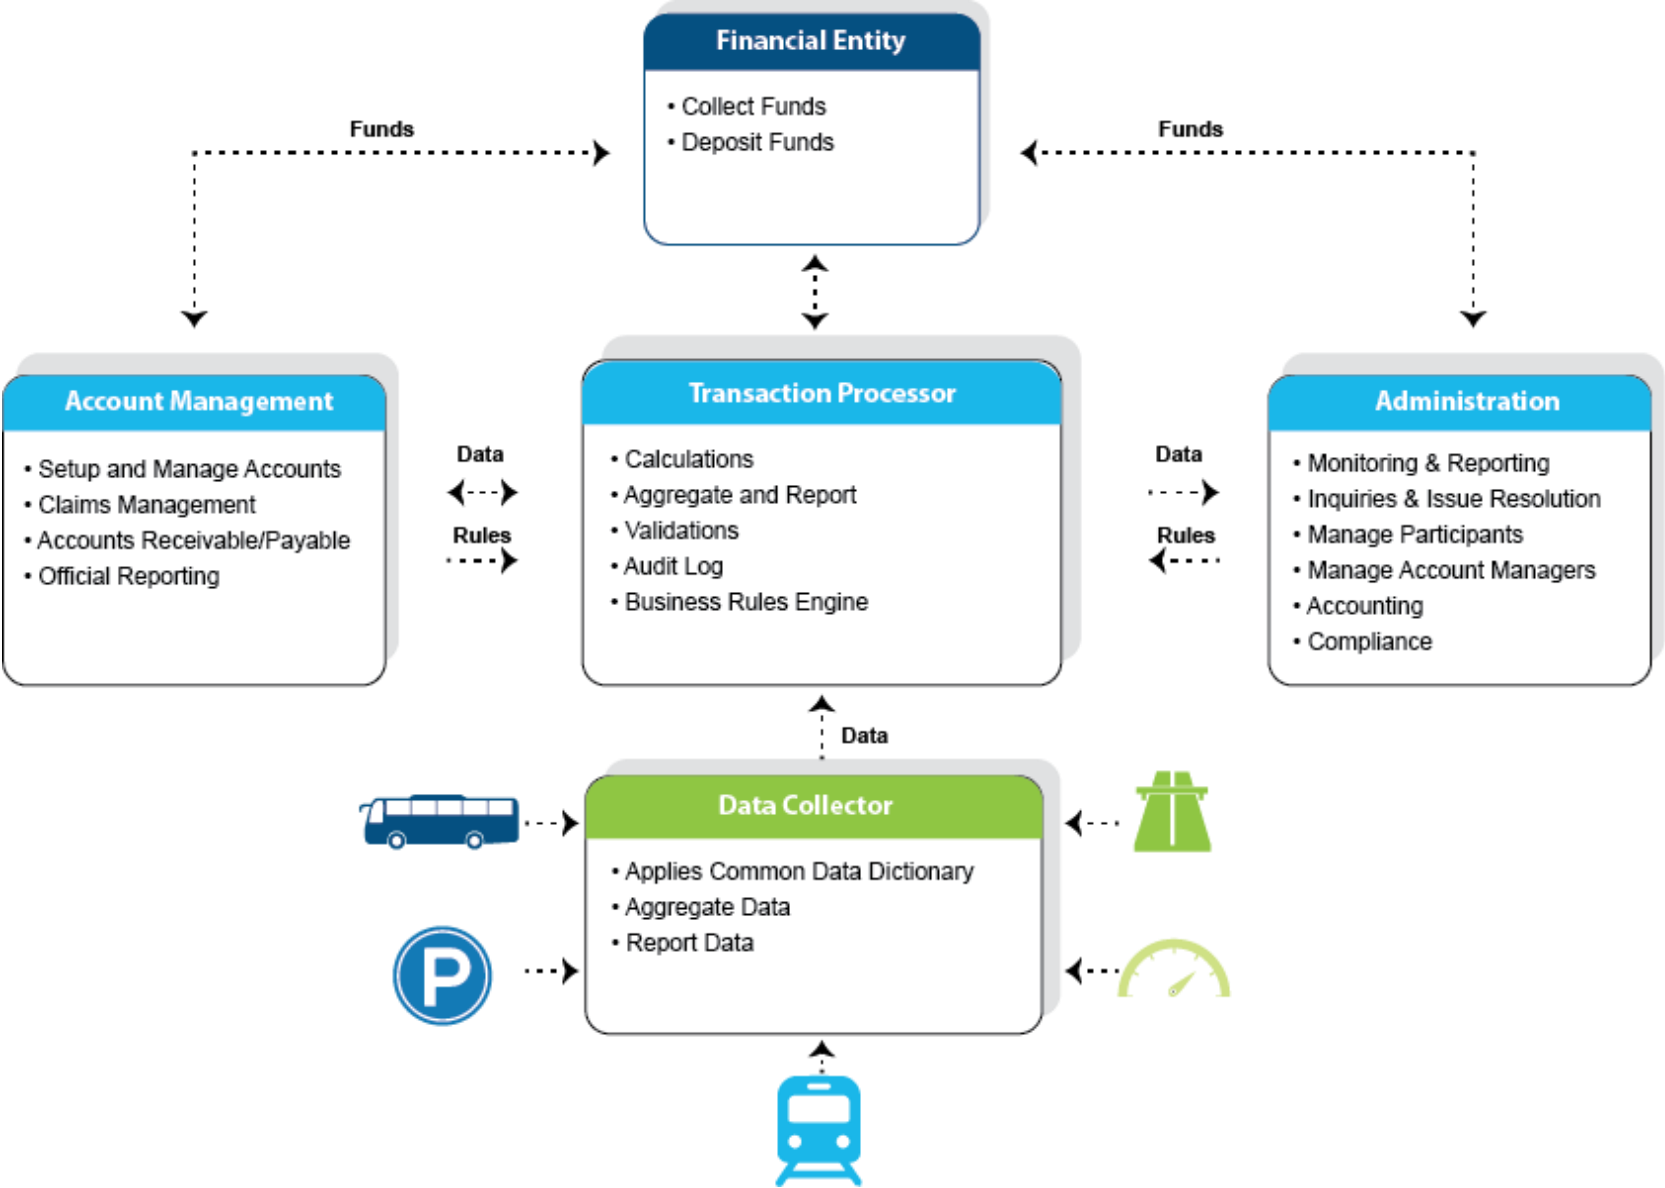 Financial Entity
• Collect Funds
• Deposit Funds
Funds
Funds
Account Management
• Setup and Manage Accounts
• Claims Management
• Accounts Receivable/Payable
• Official Reporting
Data
Rules
Transaction Processor
• Calculations
• Aggregate and Report
• Validations
• Audit Log
• Business Rules Engine
Data
Rules
Administration
• Monitoring & Reporting
• Inquiries & Issue Resolution
• Manage Participants
• Manage Account Managers
• Accounting
• Compliance
Data
Data Collector
• Applies Common Data Dictionary
• Aggregate Data
• Report Data
P